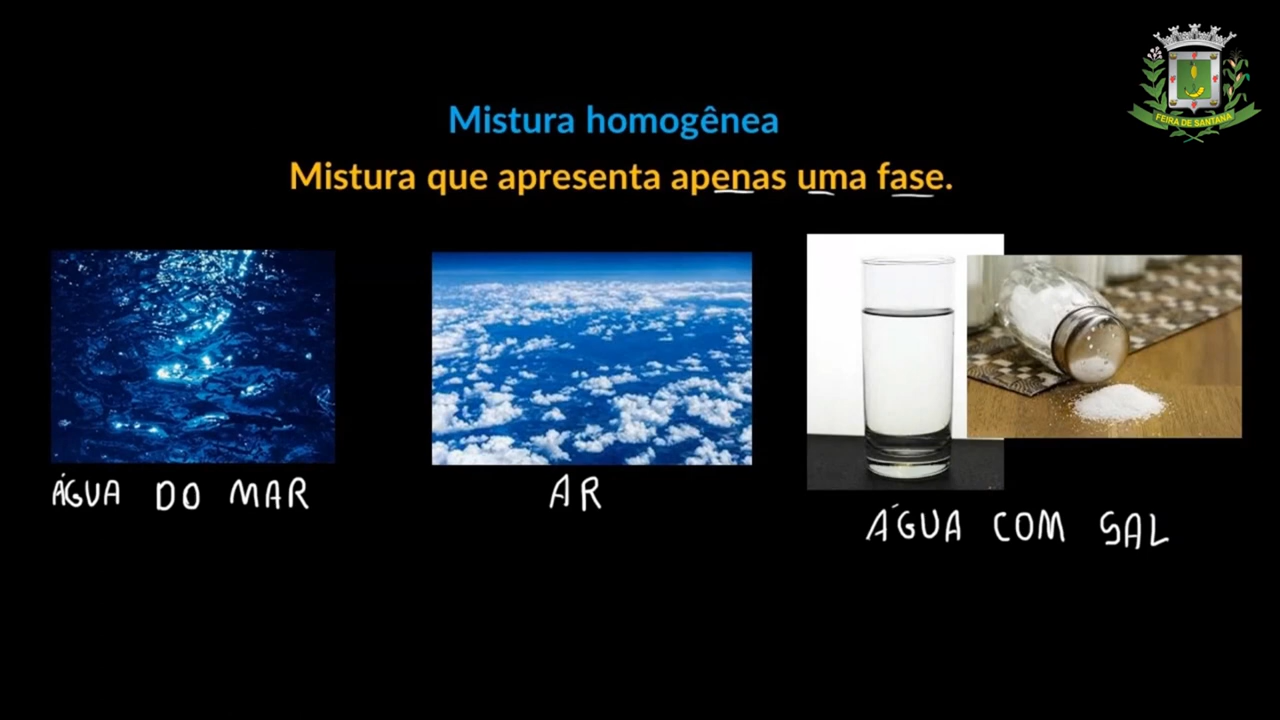 FEIRA DE SANTANA
Mistura homogênea
Mistura que apresenta apenas uma fase.
ÁGUA DO MAR
AR
ÁGUA COM SAL